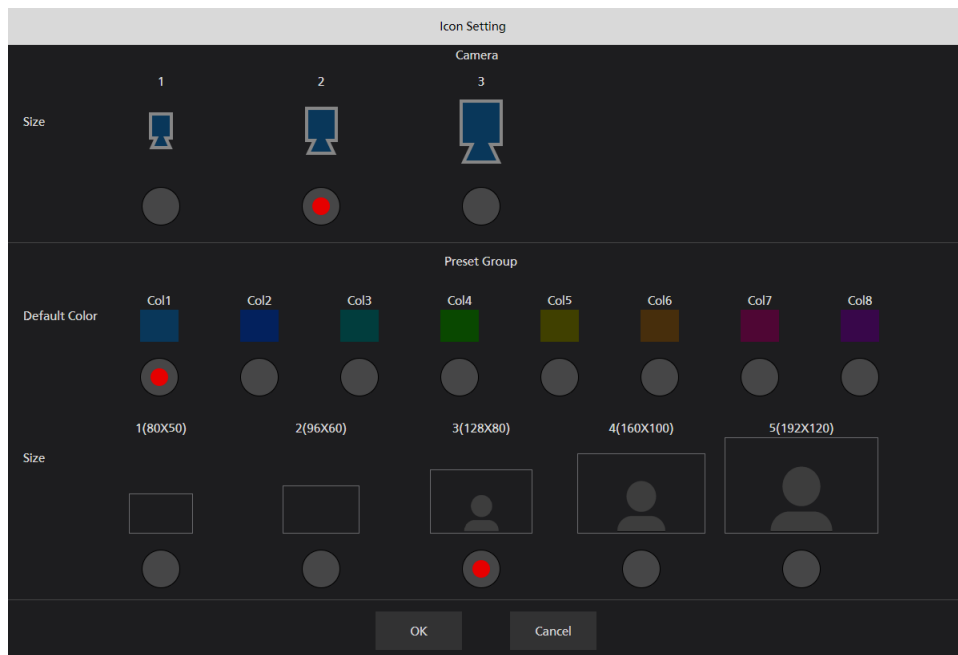 Icon Setting
Camera
1 2 3
Size
Preset Group
Col1 Col2 Col3 Col4 Col5 Col6 Col7 Col8
Default Color
1(80X50) 2(96X60) 3(128X80) 4(160X100) 5(192X120)
Size
OK Cancel